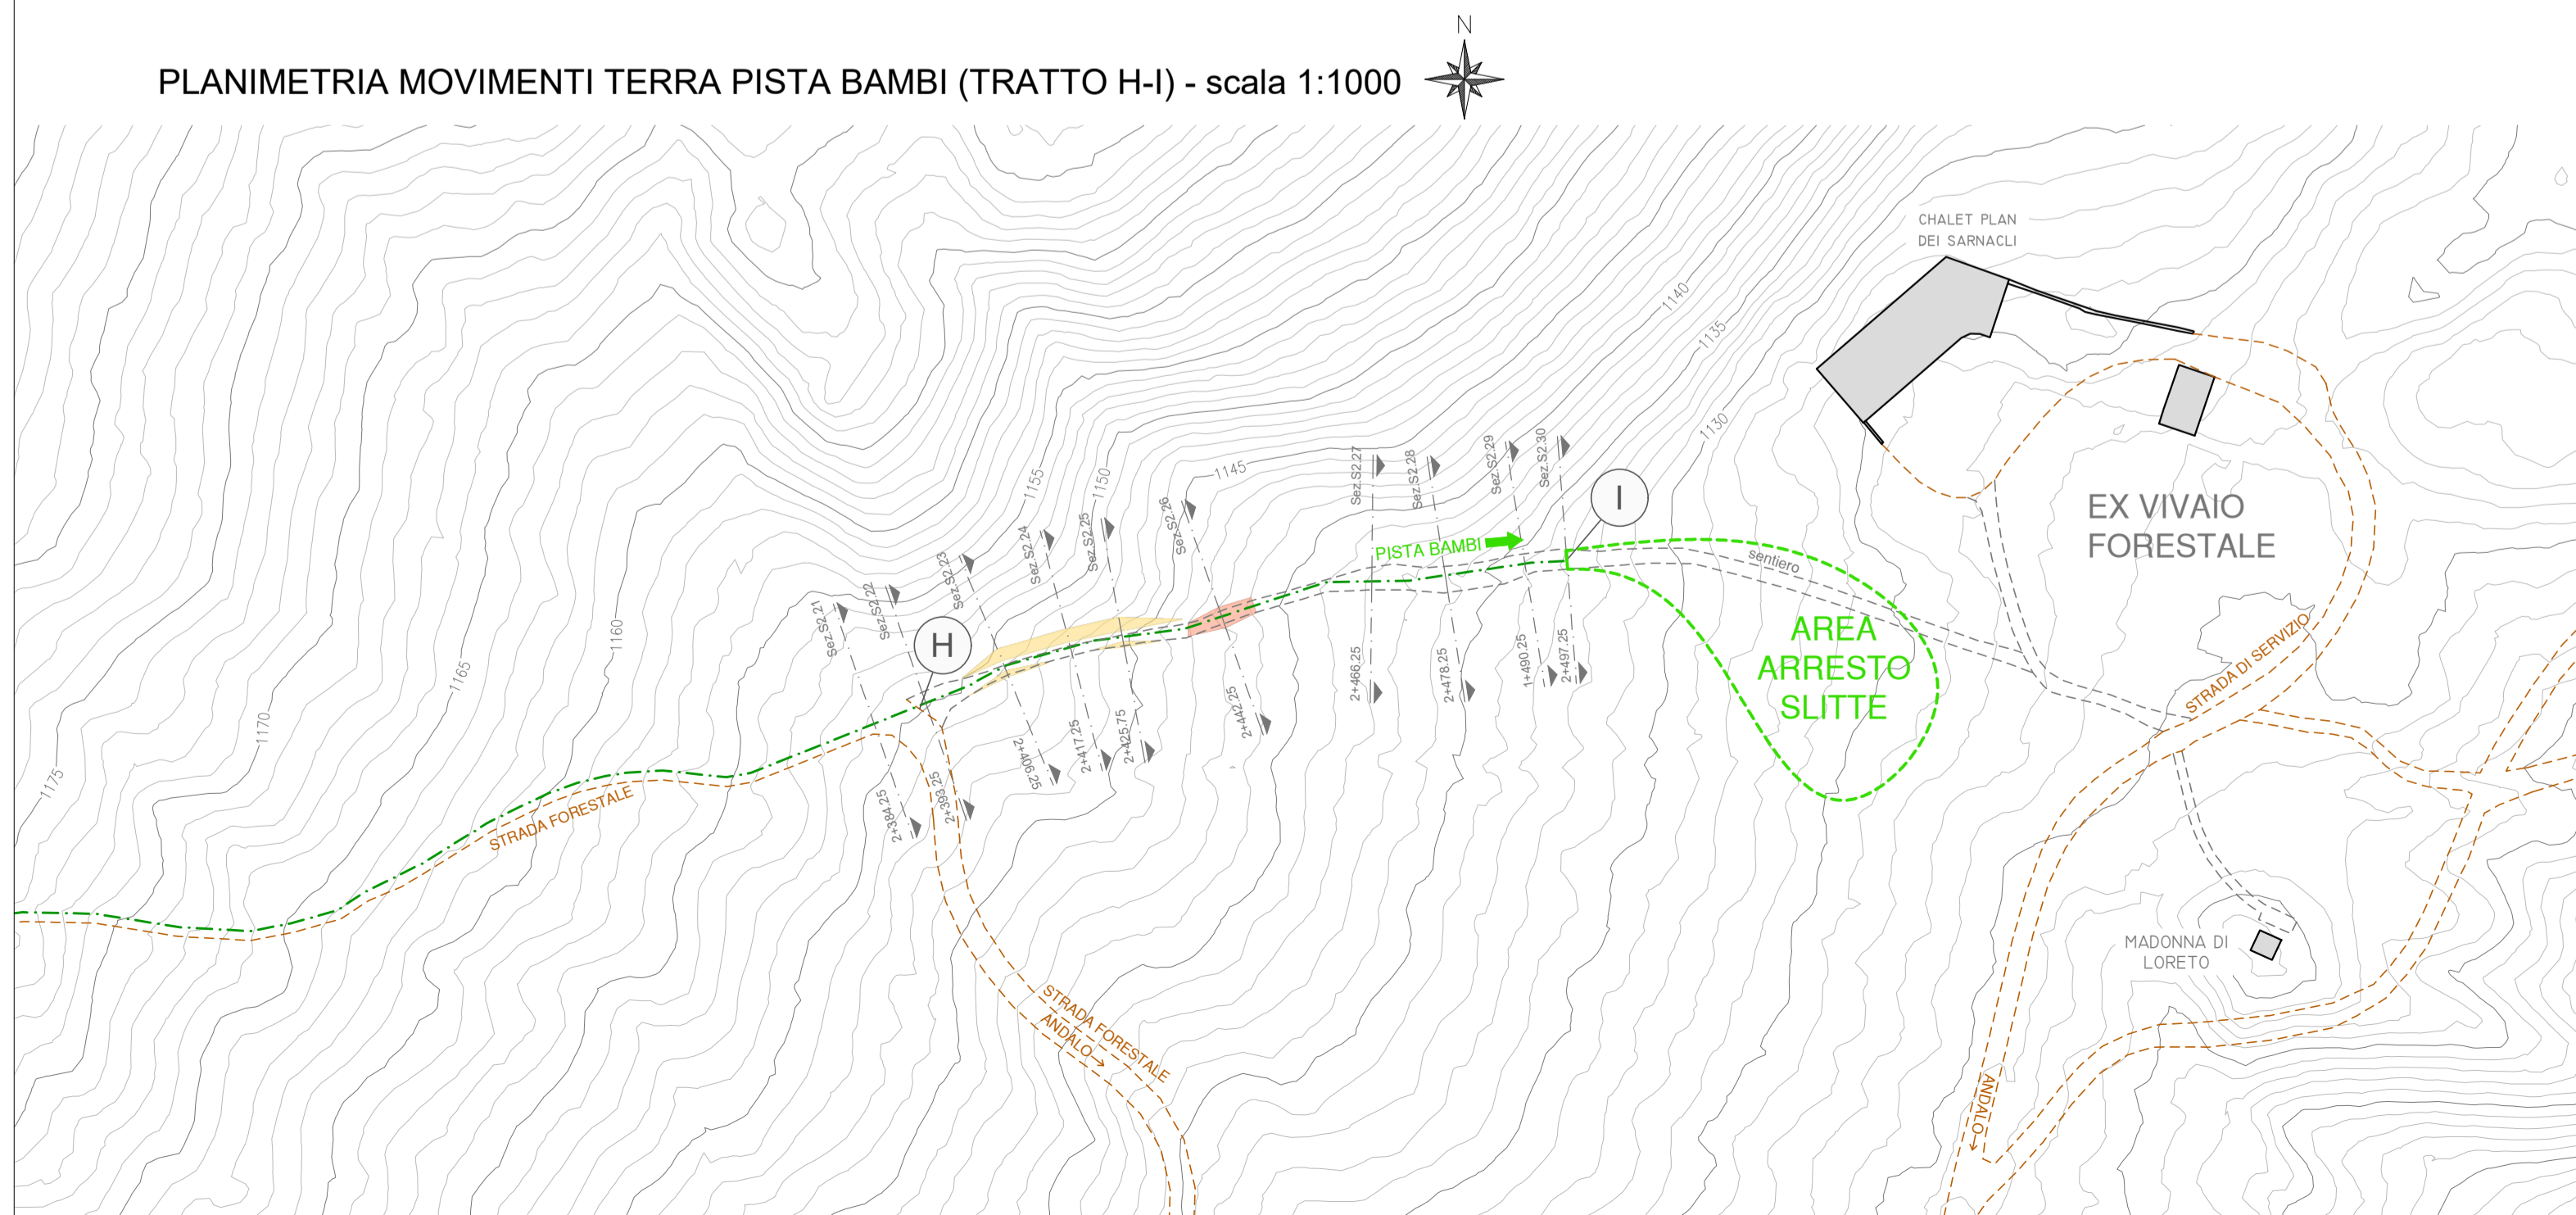 N
PLANIMETRIA MOVIMENTI TERRA PISTA BAMBI (TRATTO H-I) - scala 1:1000
CHALET PLAN
DEI SARNACLI
1140
1135
1130
1155
1150
1145
Sez.S2.21
Sez.S2.22
Sez.S2.23
Sez.S2.24
Sez.S2.25
Sez.S2.26
Sez.S2.27
Sez.S2.28
Sez.S2.29
Sez.S2.30
I
H
PISTA BAMBI
sentiero
EX VIVAIO
FORESTALE
AREA
ARRESTO
SLITTE
STRADA DI SERVIZIO
1175
1170
1165
1160
2+384.25
2+393.25
2+406.25
2+417.25
2+425.75
2+442.25
2+466.25
2+478.25
1+490.25
2+497.25
STRADA FORESTALE
STRADA FORESTALE
ANDALO→
MADONNA DI
LORETO
ANDALO→